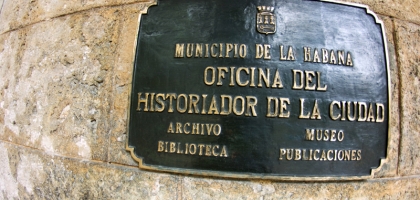 MUNICIPIO DE LA HABANA
OFICINA DEL
HISTORIADOR DE LA CIUDAD
ARCHIVO MUSEO
BIBLIOTECA PUBLICACIONES